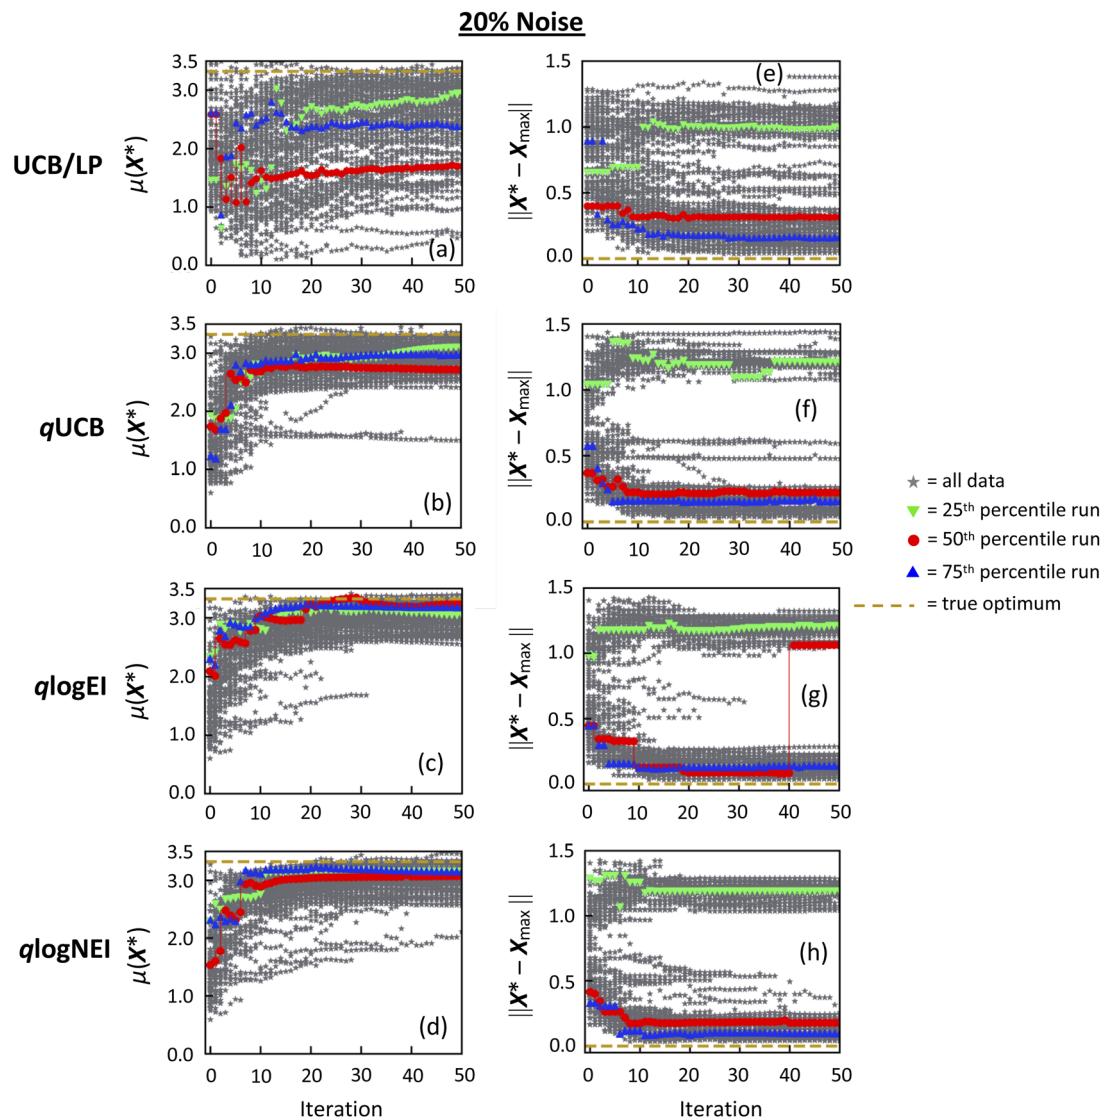 20% Noise
UCB/LP
μ(X*)
3.5
3.0
2.0
1.0
0.0
(a)
0 10 20 30 40 50
||X* – Xmax||
1.5
1.0
0.5
0.0
(e)
0 10 20 30 40 50
qUCB
μ(X*)
3.5
3.0
2.0
1.0
0.0
(b)
0 10 20 30 40 50
||X* – Xmax||
1.5
1.0
0.5
0.0
(f)
0 10 20 30 40 50
= all data
= 25th percentile run
= 50th percentile run
= 75th percentile run
= true optimum
qlogEI
μ(X*)
3.5
3.0
2.0
1.0
0.0
(c)
0 10 20 30 40 50
||X* – Xmax||
1.5
1.0
0.5
0.0
(g)
0 10 20 30 40 50
qlogNEI
μ(X*)
3.5
3.0
2.0
1.0
0.0
(d)
0 10 20 30 40 50
Iteration
||X* – Xmax||
1.5
1.0
0.5
0.0
(h)
0 10 20 30 40 50
Iteration